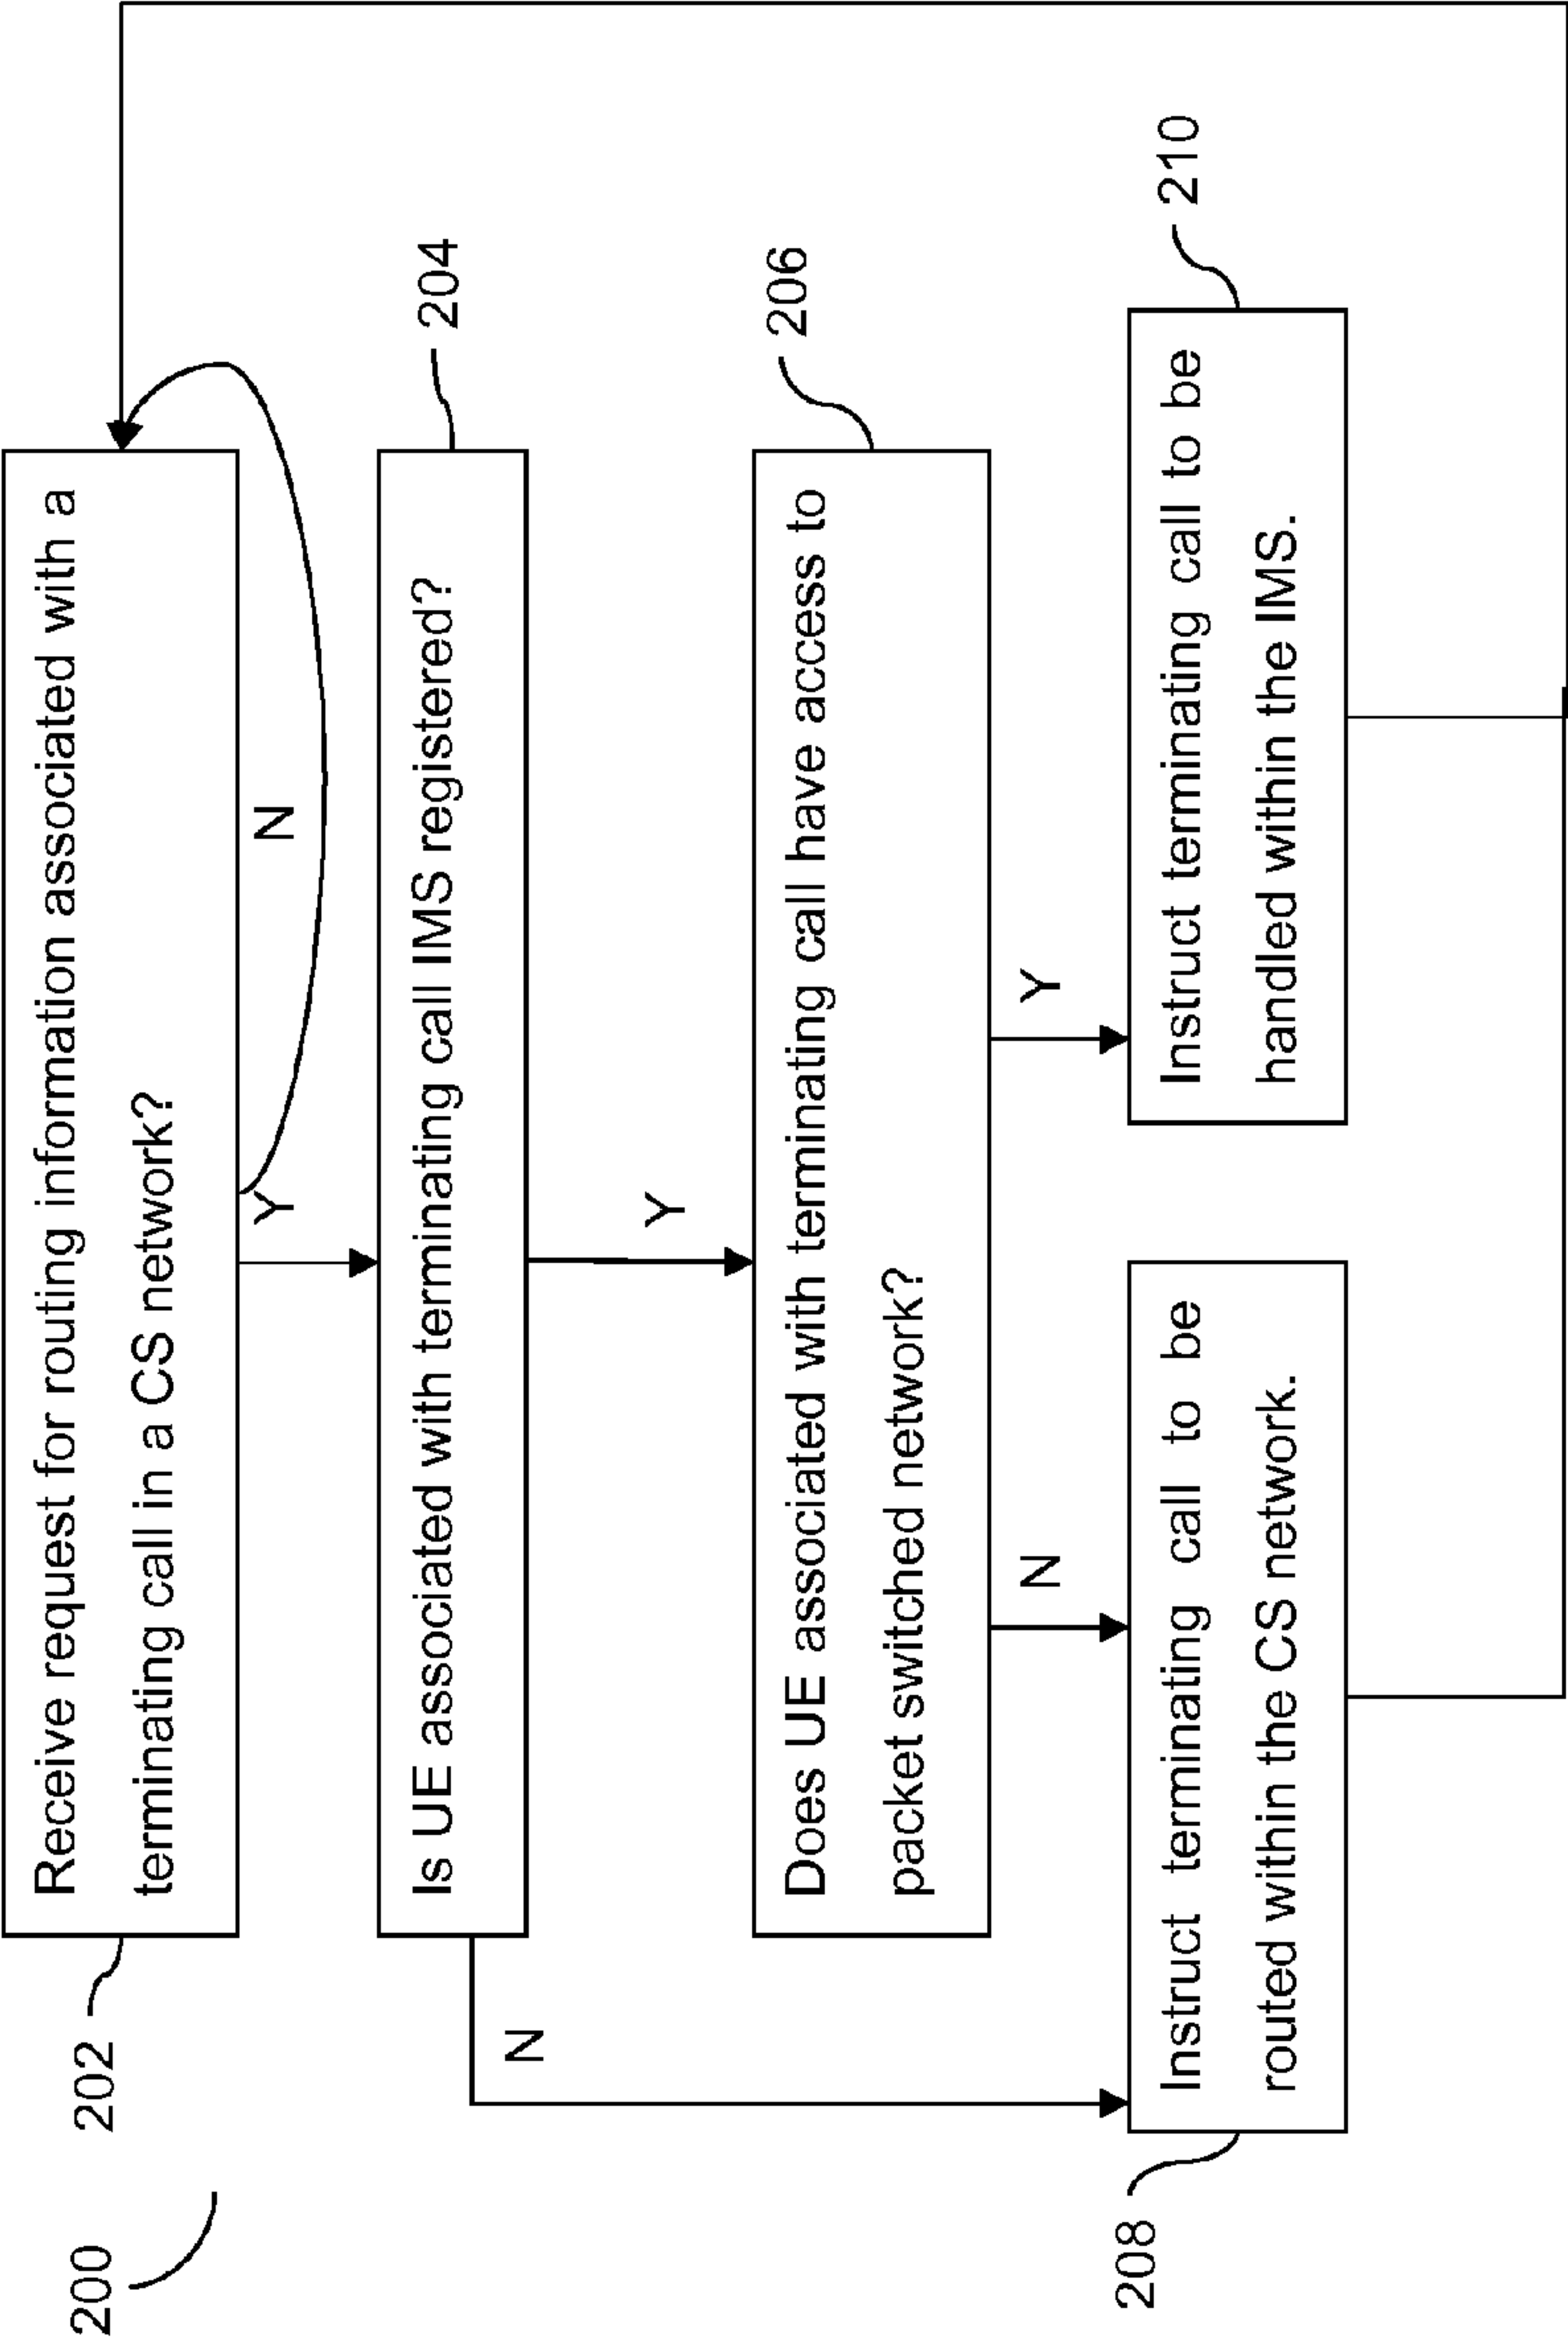 200
202
Receive request for routing information associated with a
terminating call in a CS network?
Y
N
204
Is UE associated with terminating call IMS registered?
N
Y
206
Does UE associated with terminating call have access to
packet switched network?
N
Y
208
Instruct terminating call to be
routed within the CS network.
210
Instruct terminating call to be
handled within the IMS.